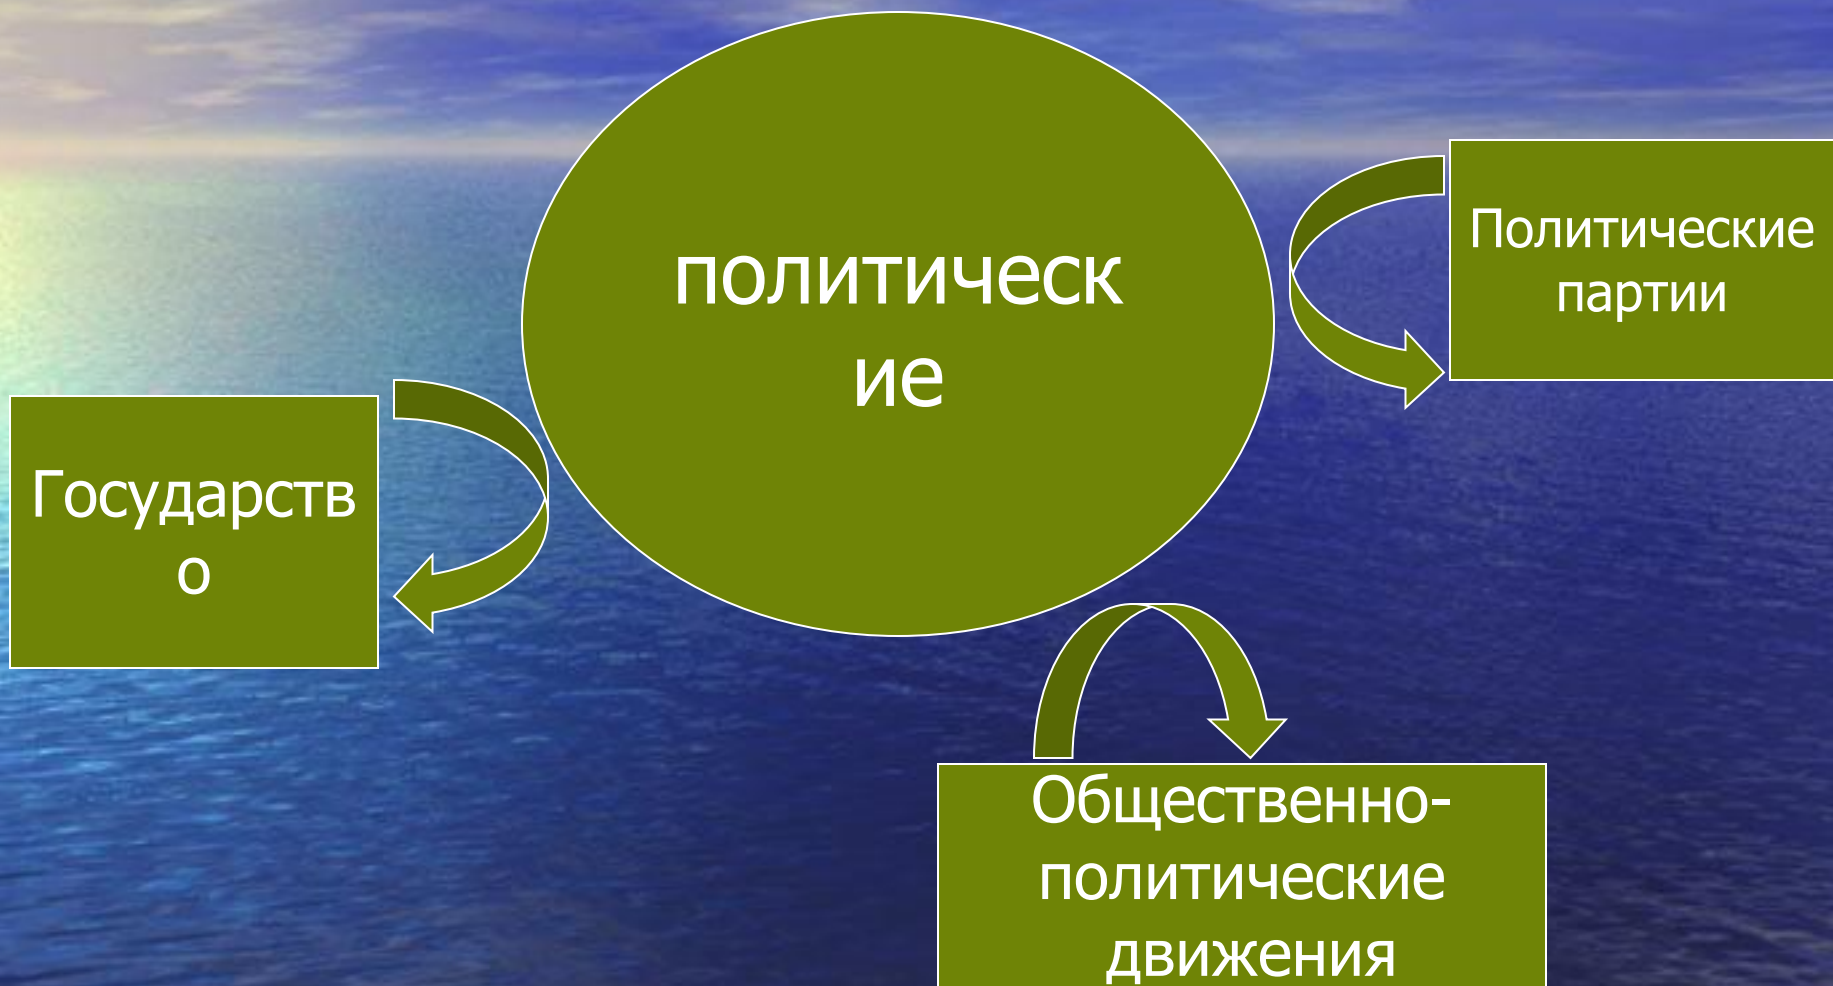 политическ
ие
Политические
партии
Государств
о
Общественно-
политические
движения